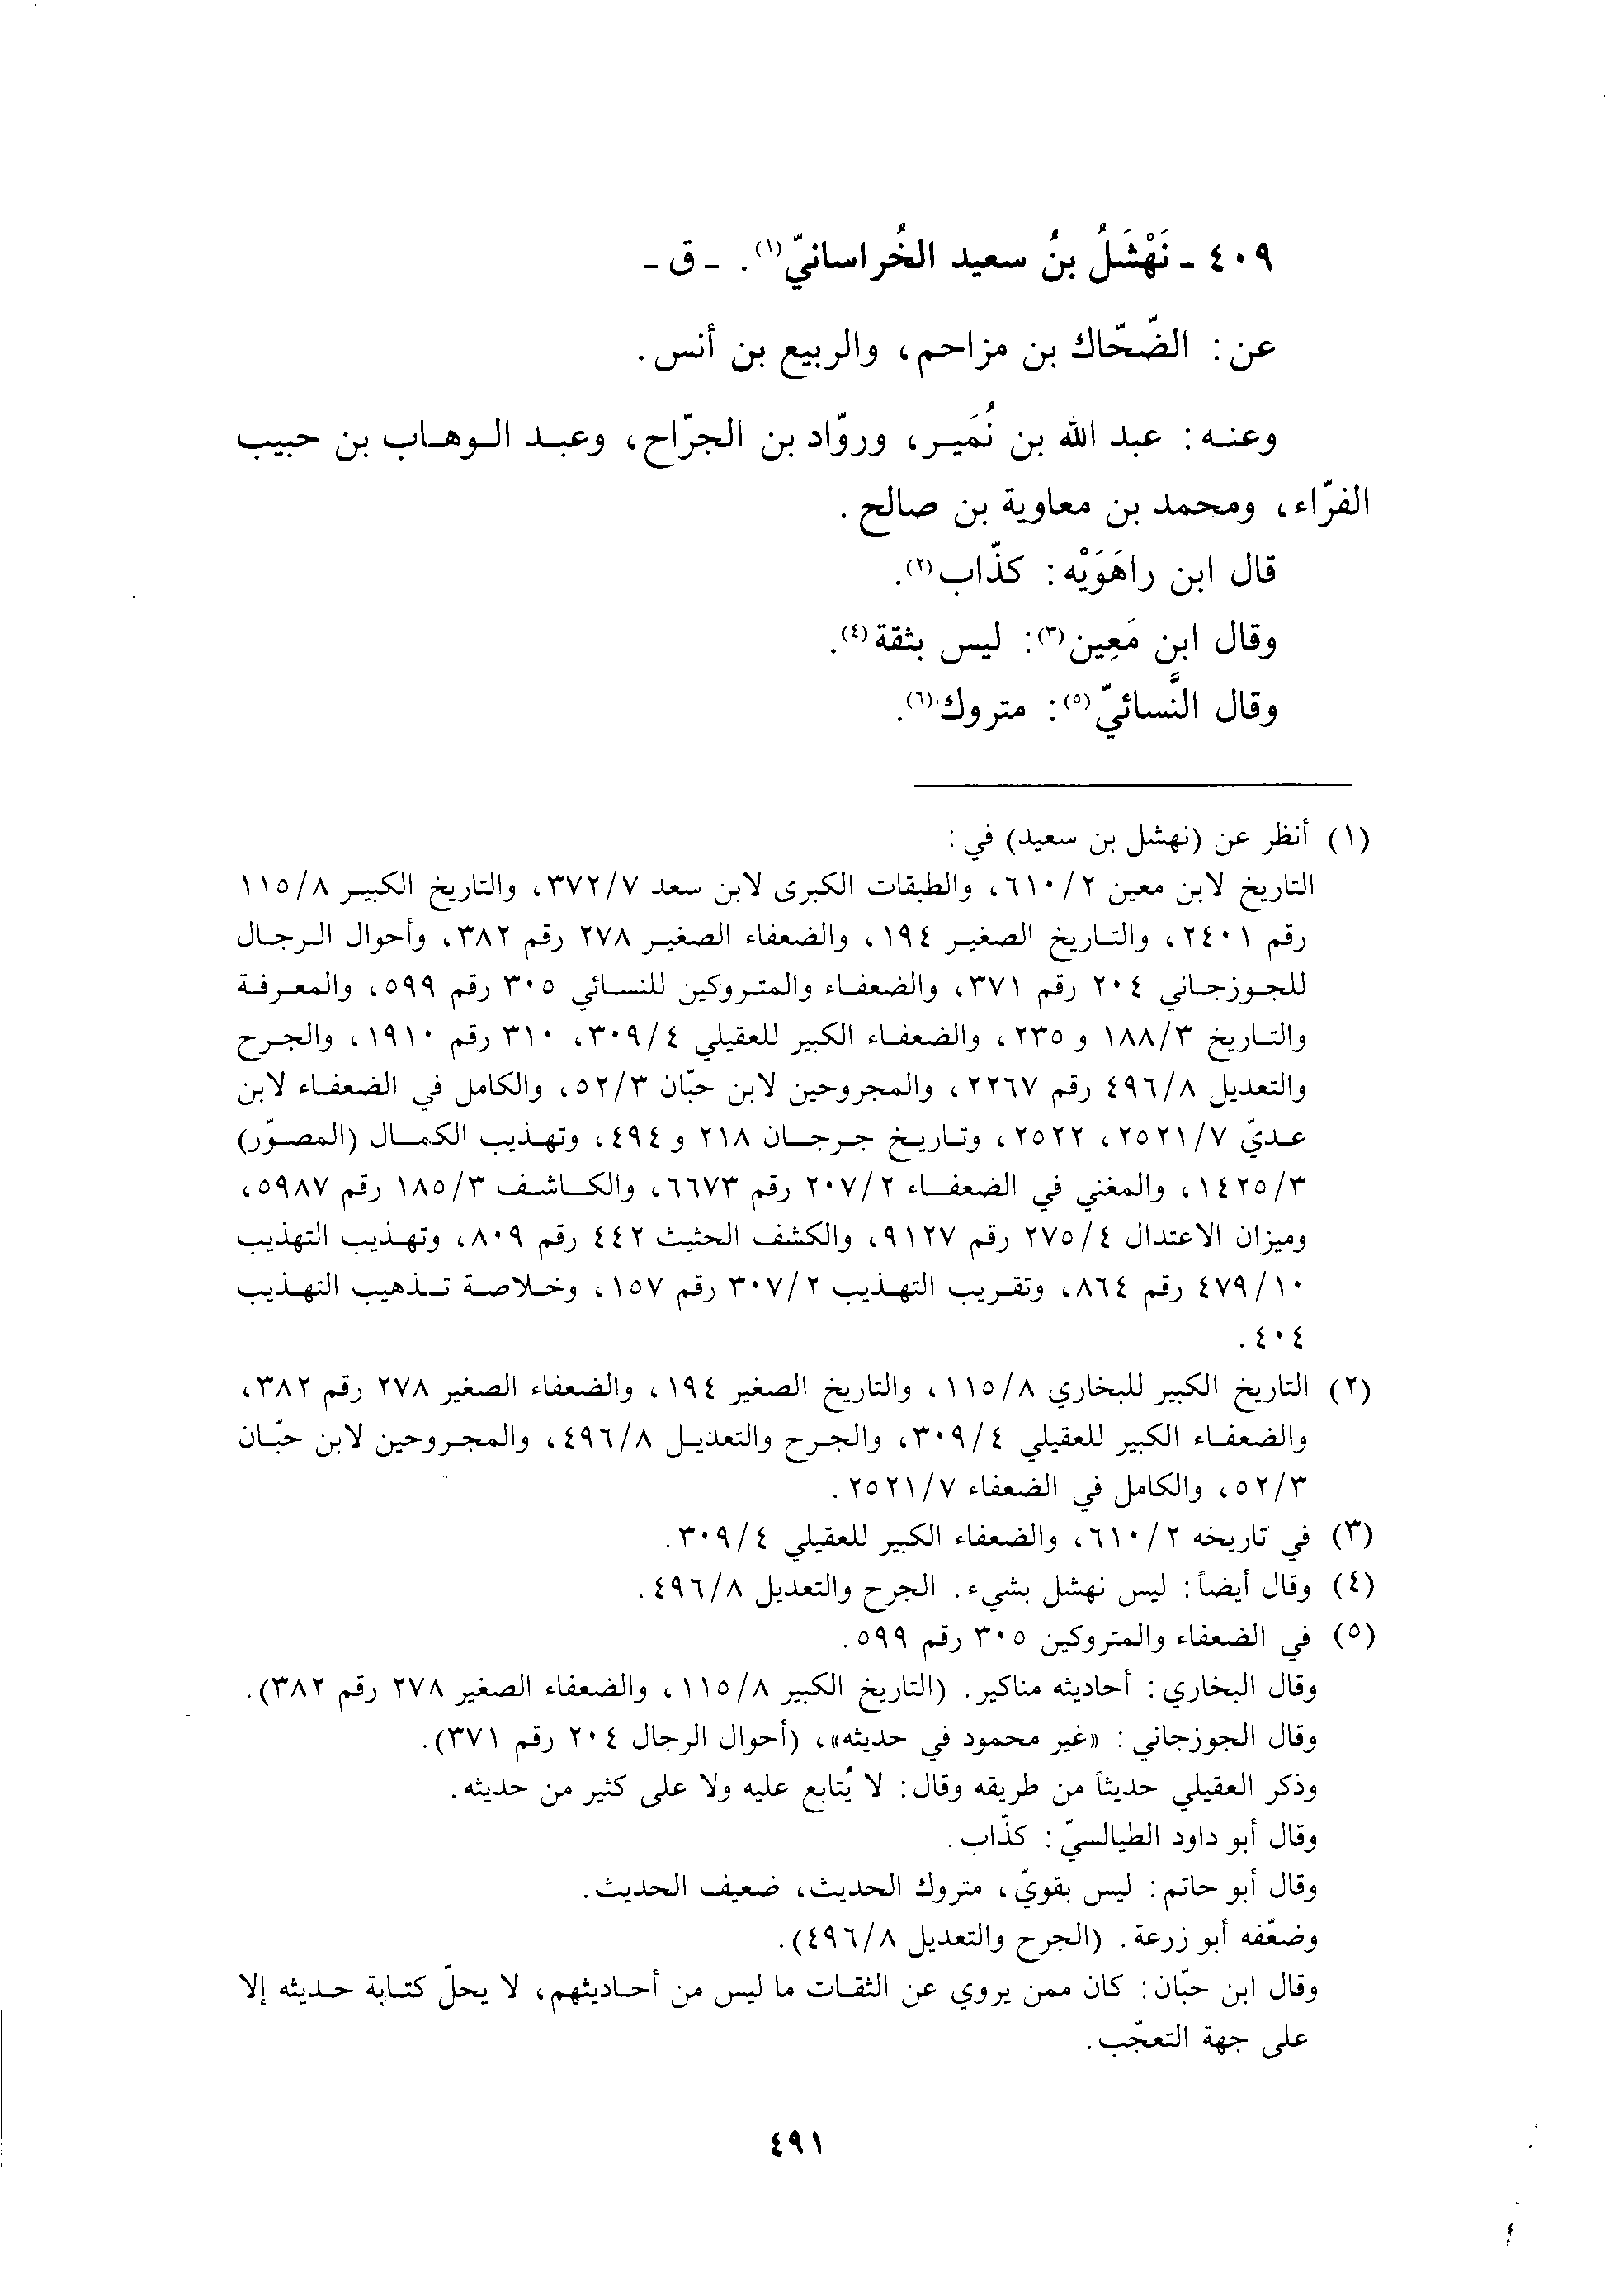 ٤٠٩ - نَهْشَلُ بنُ سعيد الخُراسانيّ(١). - ق -
عن: الضّحّاك بن مزاحم، والربيع بن أنس.
وعنه: عبد الله بن نُمَير، وروّاد بن الجرّاح، وعبد الوهاب بن حبيب
الفرّاء، ومحمد بن معاوية بن صالح.
قال ابن راهَوَيْه: كذّاب(٢).
وقال ابن مَعِين(٣): ليس بثقة(٤).
وقال النَّسائيّ(٥): متروك(٦).
(١) أنظر عن (نهشل بن سعيد) في:
التاريخ لابن معين ٦١٠/٢، والطبقات الكبرى لابن سعد ٣٧٢/٧، والتاريخ الكبير ١١٥/٨
رقم ٢٤٠١، والتاريخ الصغير ١٩٤، والضعفاء الصغير ٢٧٨ رقم ٣٨٢، وأحوال الرجال
للجوزجاني ٢٠٤ رقم ٣٧١، والضعفاء والمتروكين للنسائي ٣٠٥ رقم ٥٩٩، والمعرفة
والتاريخ ١٨٨/٣ و ٢٣٥، والضعفاء الكبير للعقيلي ٣٠٩/٤، ٣١٠ رقم ١٩١٠، والجرح
والتعديل ٤٩٦/٨ رقم ٢٢٦٧، والمجروحين لابن حبّان ٥٢/٣، والكامل في الضعفاء لابن
عديّ ٢٥٢١/٧، ٢٥٢٢، وتاريخ جرجان ٢١٨ و ٤٩٤، وتهذيب الكمال (المصوّر)
١٤٢٥/٣، والمغني في الضعفاء ٢٠٧/٢ رقم ٦٦٧٣، والكاشف ١٨٥/٣ رقم ٥٩٨٧،
وميزان الاعتدال ٢٧٥/٤ رقم ٩١٢٧، والكشف الحثيث ٤٤٢ رقم ٨٠٩، وتهذيب التهذيب
٤٧٩/١٠ رقم ٨٦٤، وتقريب التهذيب ٣٠٧/٢ رقم ١٥٧، وخلاصة تذهيب التهذيب
٤٠٤.
(٢) التاريخ الكبير للبخاري ١١٥/٨، والتاريخ الصغير ١٩٤، والضعفاء الصغير ٢٧٨ رقم ٣٨٢،
والضعفاء الكبير للعقيلي ٣٠٩/٤، والجرح والتعديل ٤٩٦/٨، والمجروحين لابن حبّان
٥٢/٣، والكامل في الضعفاء ٢٥٢١/٧.
(٣) في تاريخه ٦١٠/٢، والضعفاء الكبير للعقيلي ٣٠٩/٤.
(٤) وقال أيضاً: ليس نهشل بشيء. الجرح والتعديل ٤٩٦/٨.
(٥) في الضعفاء والمتروكين ٣٠٥ رقم ٥٩٩.
وقال البخاري: أحاديثه مناكير. (التاريخ الكبير ١١٥/٨، والضعفاء الصغير ٢٧٨ رقم ٣٨٢).
وقال الجوزجاني: «غير محمود في حديثه»، (أحوال الرجال ٢٠٤ رقم ٣٧١).
وذكر العقيلي حديثاً من طريقه وقال: لا يُتابع عليه ولا على كثير من حديثه.
وقال أبو داود الطيالسيّ: كذّاب.
وقال أبو حاتم: ليس بقويّ، متروك الحديث، ضعيف الحديث.
وضعّفه أبو زرعة. (الجرح والتعديل ٤٩٦/٨).
وقال ابن حبّان: كان ممن يروي عن الثقات ما ليس من أحاديثهم، لا يحلّ كتابة حديثه إلا
على جهة التعجّب.
٤٩١